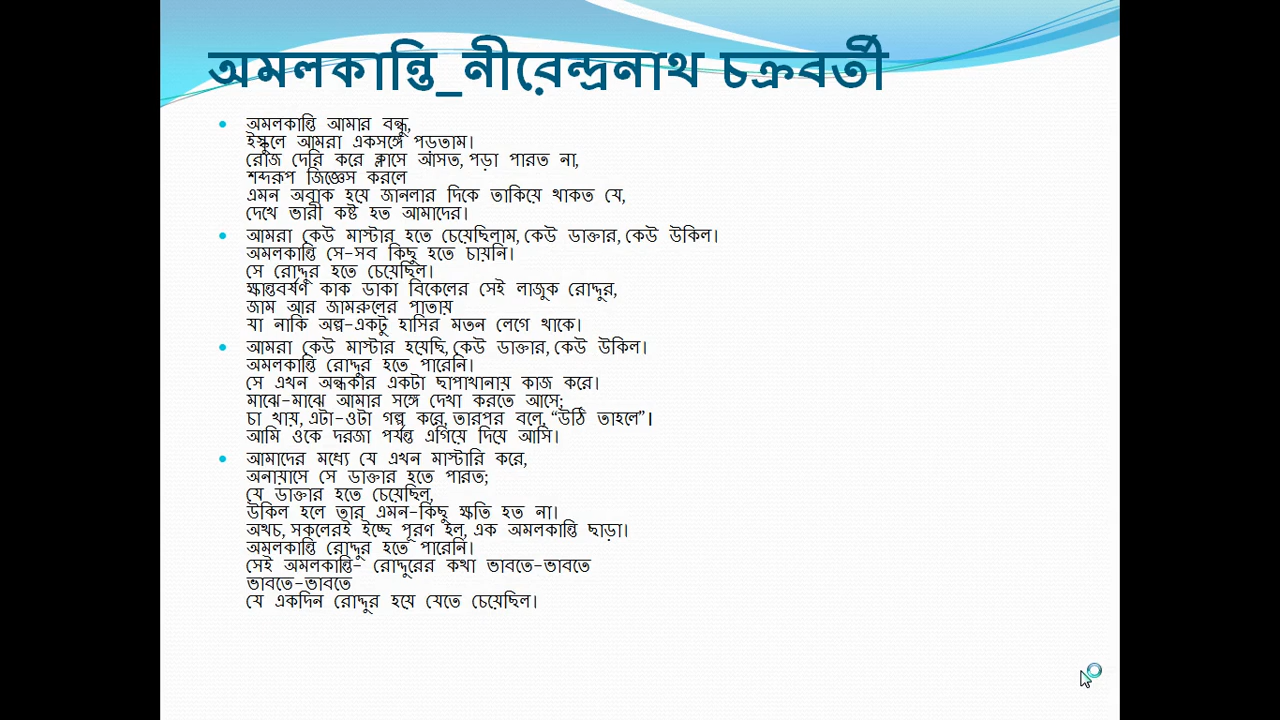 অমলকান্তি_নীরেন্দ্রনাথ চক্রবর্তী
অমলকান্তি আমার বন্ধু,
ইস্কুলে আমরা একসঙ্গে পড়তাম।
রোজ দেরি করে ক্লাসে আসত, পড়া পারত না,
শব্দরূপ জিজ্ঞেস করলে
এমন অবাক হয়ে জানলার দিকে তাকিয়ে থাকত যে,
দেখে ভারী কষ্ট হত আমাদের।
আমরা কেউ মাস্টার হতে চেয়েছিলাম, কেউ ডাক্তার, কেউ উকিল।
অমলকান্তি সে-সব কিছু হতে চায়নি।
সে রোদ্দুর হতে চেয়েছিল।
ক্ষান্তবর্ষণ কাক ডাকা বিকেলের সেই লাজুক রোদ্দুর,
জাম আর জামরুলের পাতায়
যা নাকি অল্প-একটু হাসির মতন লেগে থাকে।
আমরা কেউ মাস্টার হয়েছি, কেউ ডাক্তার, কেউ উকিল।
অমলকান্তি রোদ্দুর হতে পারেনি।
সে এখন অন্ধকার একটা ছাপাখানায় কাজ করে।
মাঝে-মাঝে আমার সঙ্গে দেখা করতে আসে;
চা খায়, এটা-ওটা গল্প করে, তারপর বলে, “উঠি তাহলে”।
আমি ওকে দরজা পর্যন্ত এগিয়ে দিয়ে আসি।
আমাদের মধ্যে যে এখন মাস্টারি করে,
অনায়াসে সে ডাক্তার হতে পারত;
যে ডাক্তার হতে চেয়েছিল,
উকিল হলে তার এমন-কিছু ক্ষতি হত না।
অথচ, সকলেরই ইচ্ছে পূরণ হল, এক অমলকান্তি ছাড়া।
অমলকান্তি রোদ্দুর হতে পারেনি।
সেই অমলকান্তি- রোদ্দুরের কথা ভাবতে-ভাবতে
ভাবতে-ভাবতে
যে একদিন রোদ্দুর হয়ে যেতে চেয়েছিল।